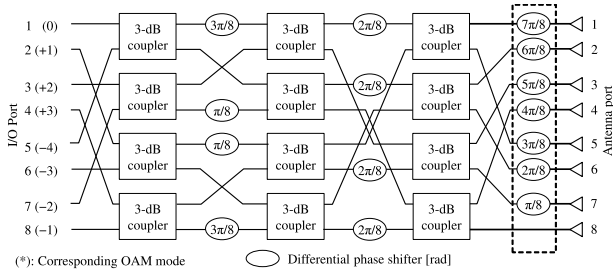 1 (0)
2 (+1)
3 (+2)
4 (+3)
5 (−4)
6 (−3)
7 (−2)
8 (−1)
I/O Port
3-dB
coupler
3-dB
coupler
3-dB
coupler
3-dB
coupler
3π/8
π/8
π/8
3π/8
3-dB
coupler
3-dB
coupler
3-dB
coupler
3-dB
coupler
2π/8
2π/8
2π/8
2π/8
3-dB
coupler
3-dB
coupler
3-dB
coupler
3-dB
coupler
7π/8
6π/8
5π/8
4π/8
3π/8
2π/8
π/8
1
2
3
4
5
6
7
8
Antenna port
(*): Corresponding OAM mode
Differential phase shifter [rad]